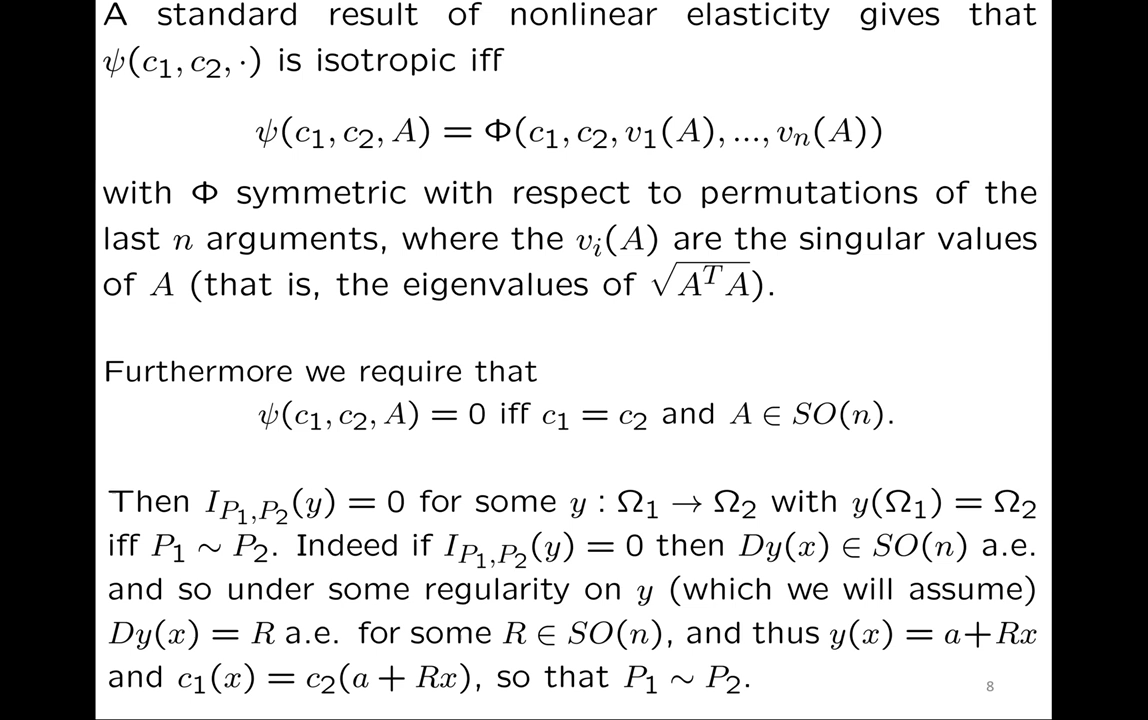 A standard result of nonlinear elasticity gives that
ψ(c₁, c₂, ·) is isotropic iff
ψ(c₁, c₂, A) = Φ(c₁, c₂, v₁(A), ..., vₙ(A))
with Φ symmetric with respect to permutations of the
last n arguments, where the vᵢ(A) are the singular values
of A (that is, the eigenvalues of √(AᵀA)).
Furthermore we require that
ψ(c₁, c₂, A) = 0 iff c₁ = c₂ and A ∈ SO(n).
Then I_{P₁,P₂}(y) = 0 for some y : Ω₁ → Ω₂ with y(Ω₁) = Ω₂
iff P₁ ∼ P₂. Indeed if I_{P₁,P₂}(y) = 0 then Dy(x) ∈ SO(n) a.e.
and so under some regularity on y (which we will assume)
Dy(x) = R a.e. for some R ∈ SO(n), and thus y(x) = a+Rx
and c₁(x) = c₂(a + Rx), so that P₁ ∼ P₂.
8